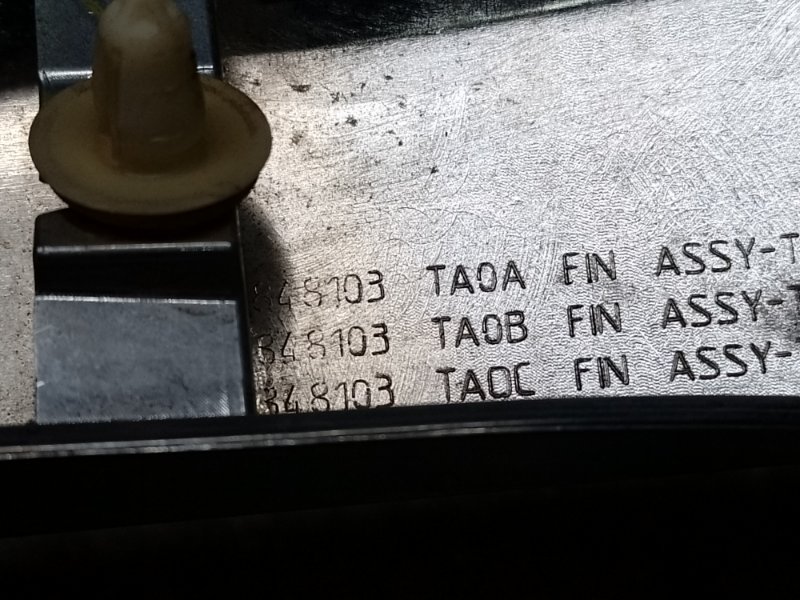 848103 TA0A FIN ASSY-T
848103 TA0B FIN ASSY-T
848103 TA0C FIN ASSY-